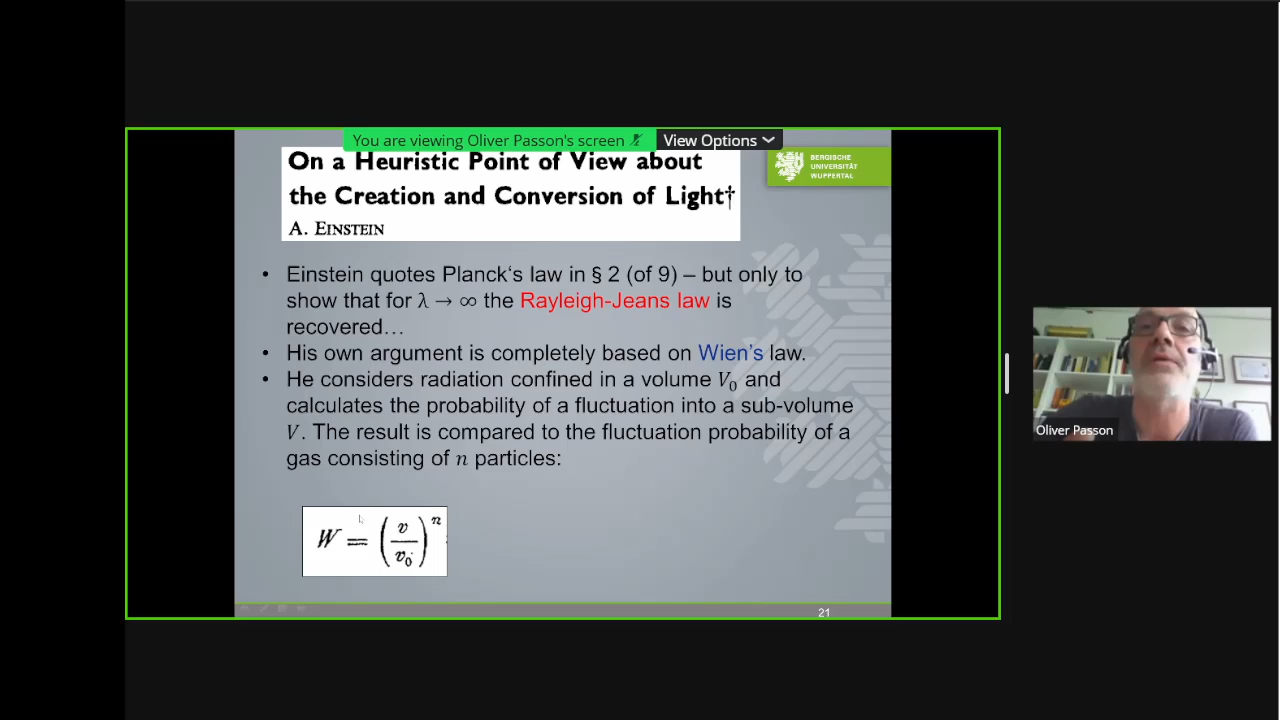 You are viewing Oliver Passon's screen
View Options
On a Heuristic Point of View about
the Creation and Conversion of Light†
A. EINSTEIN
BERGISCHE
UNIVERSITÄT
WUPPERTAL
• Einstein quotes Planck‘s law in § 2 (of 9) – but only to
show that for λ → ∞ the Rayleigh-Jeans law is
recovered…
• His own argument is completely based on Wien’s law.
• He considers radiation confined in a volume V₀ and
calculates the probability of a fluctuation into a sub-volume
V. The result is compared to the fluctuation probability of a
gas consisting of n particles:
W = (v/v₀)ⁿ
21
Oliver Passon